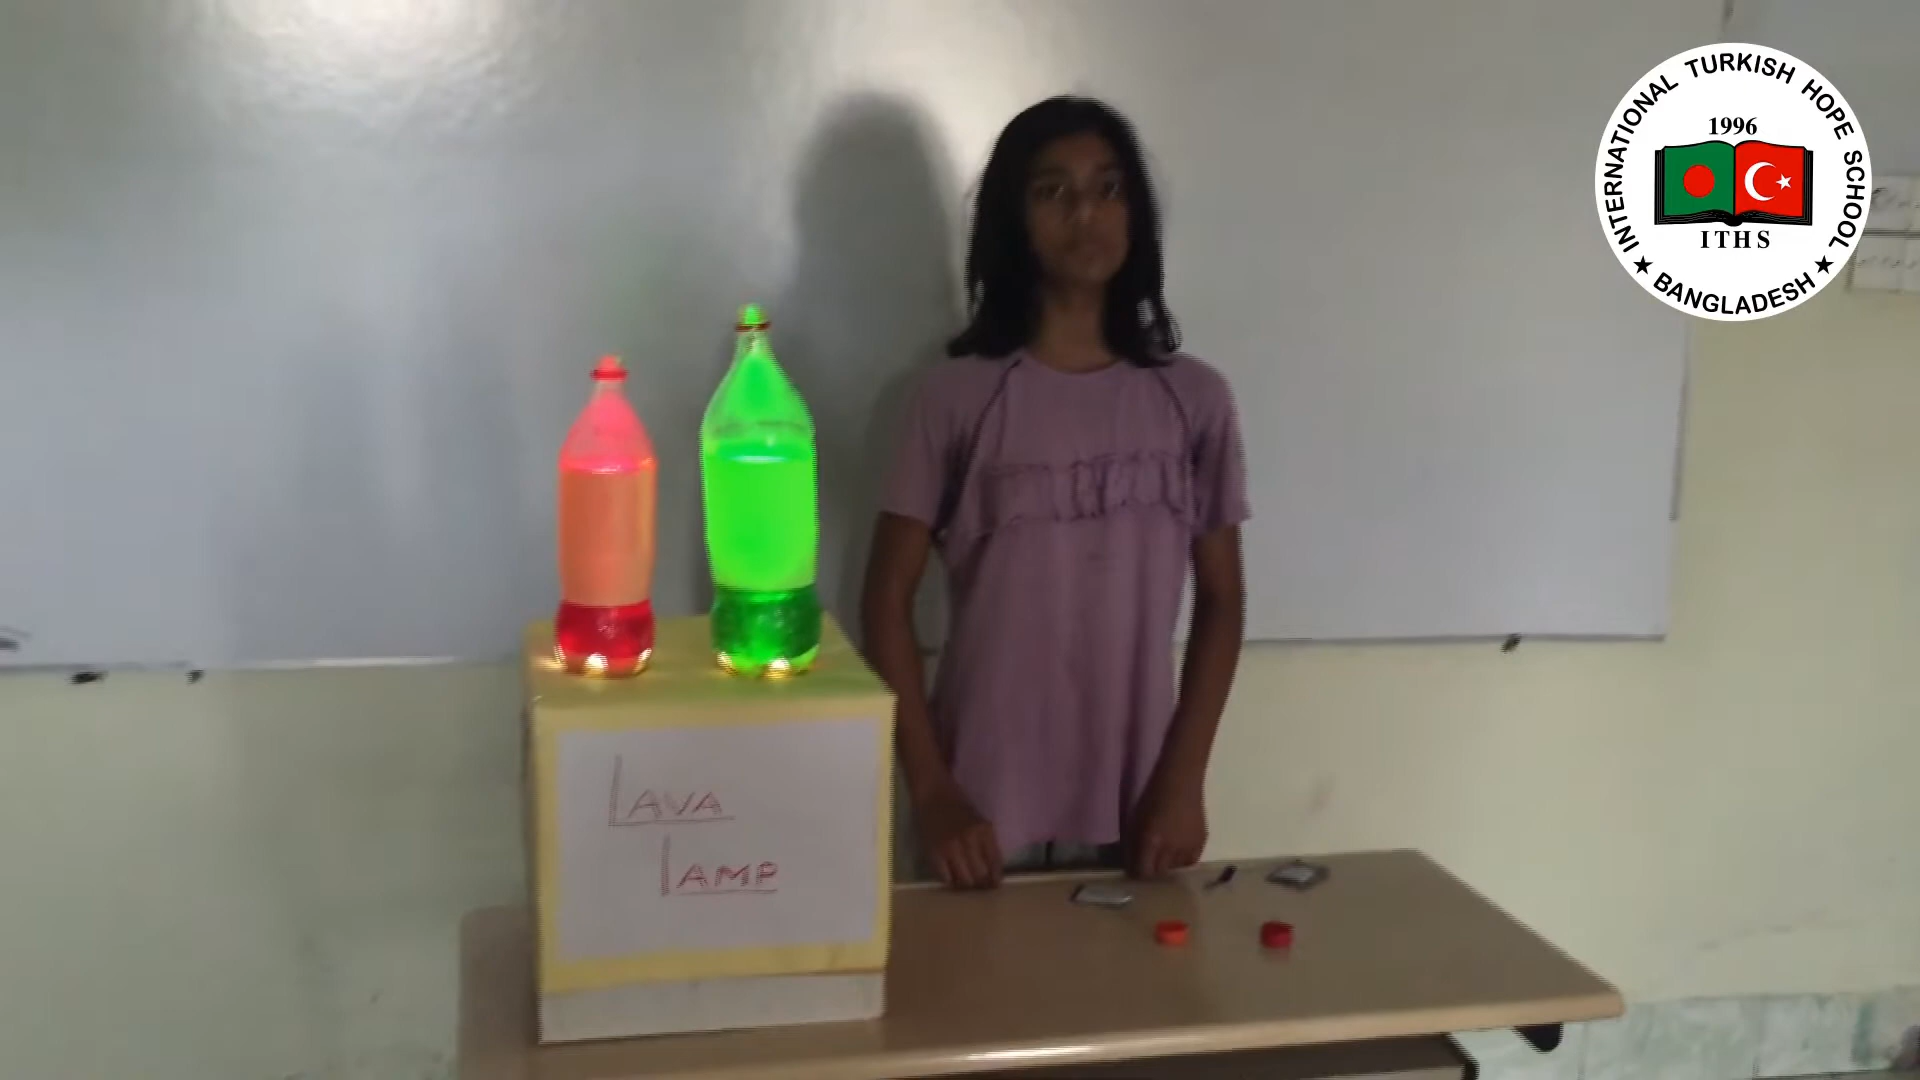 INTERNATIONAL TURKISH HOPE SCHOOL
1996
ITHS
★ BANGLADESH ★
LAVA
LAMP